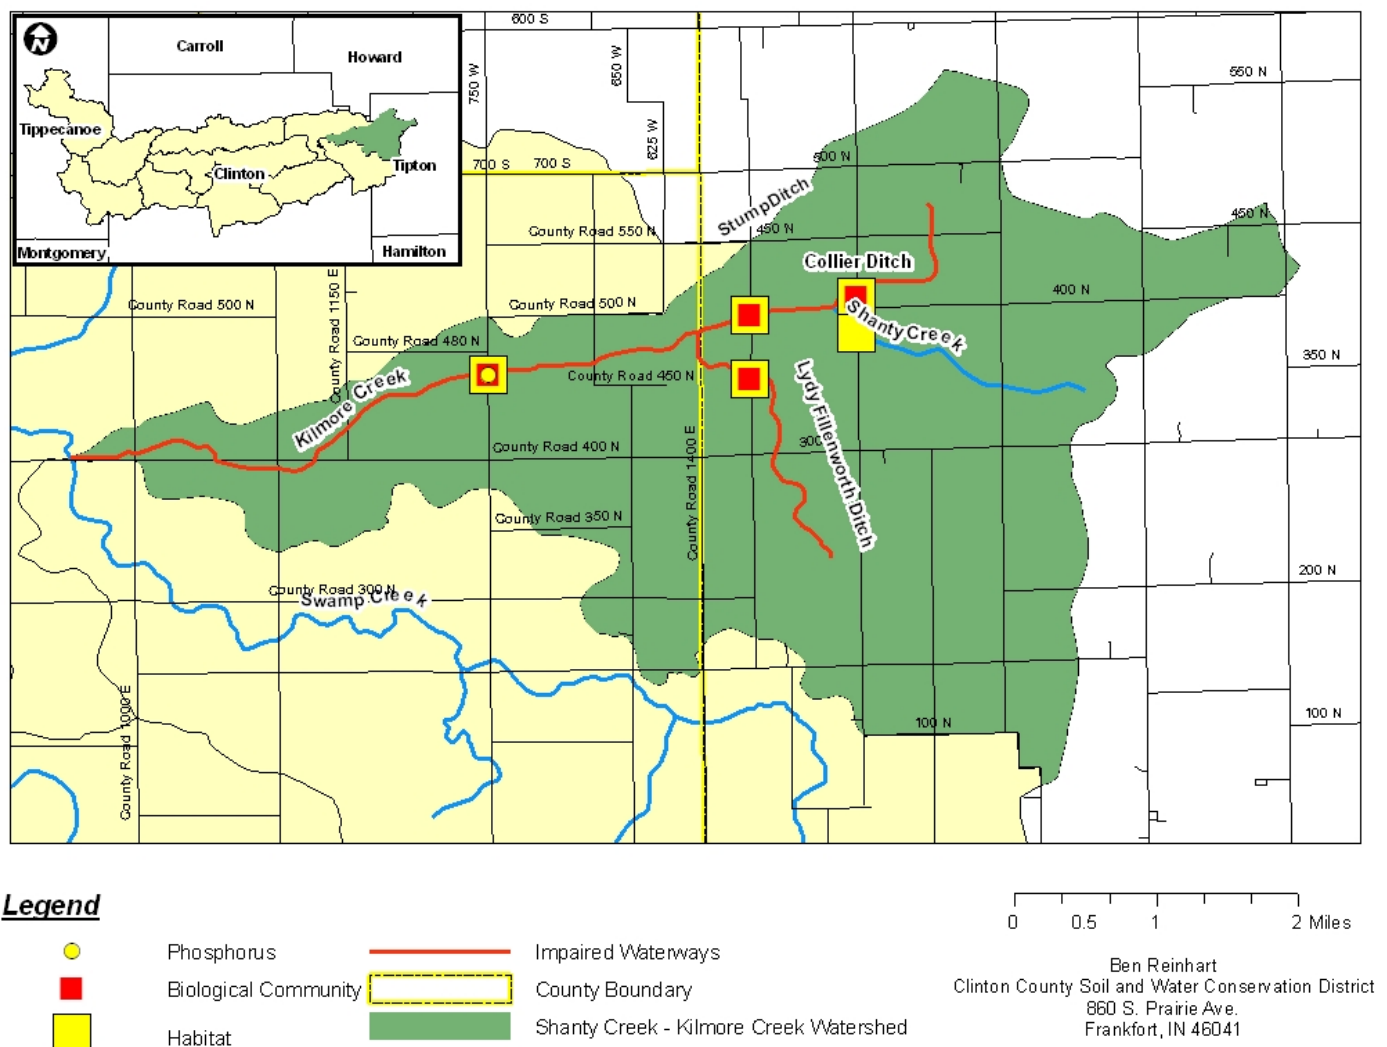 N
Carroll
Howard
Tippecanoe
Clinton
Tipton
Montgomery
Hamilton
600 S
750 W
650 W
625 W
700 S
700 S
550 N
500 N
Stump Ditch
450 N
450 N
County Road 550 N
Collier Ditch
400 N
County Road 500 N
County Road 1150 E
County Road 500 N
Shanty Creek
County Road 480 N
350 N
Kilmore Creek
County Road 450 N
Lydy Fillenworth Ditch
County Road 400 N
300
County Road 1400 E
County Road 350 N
200 N
County Road 300 N
Swamp Creek
County Road 1000 E
100 N
100 N
Legend
Phosphorus
Biological Community
Habitat
Impaired Waterways
County Boundary
Shanty Creek - Kilmore Creek Watershed
0 0.5 1 2 Miles
Ben Reinhart
Clinton County Soil and Water Conservation District
860 S. Prairie Ave.
Frankfort, IN 46041